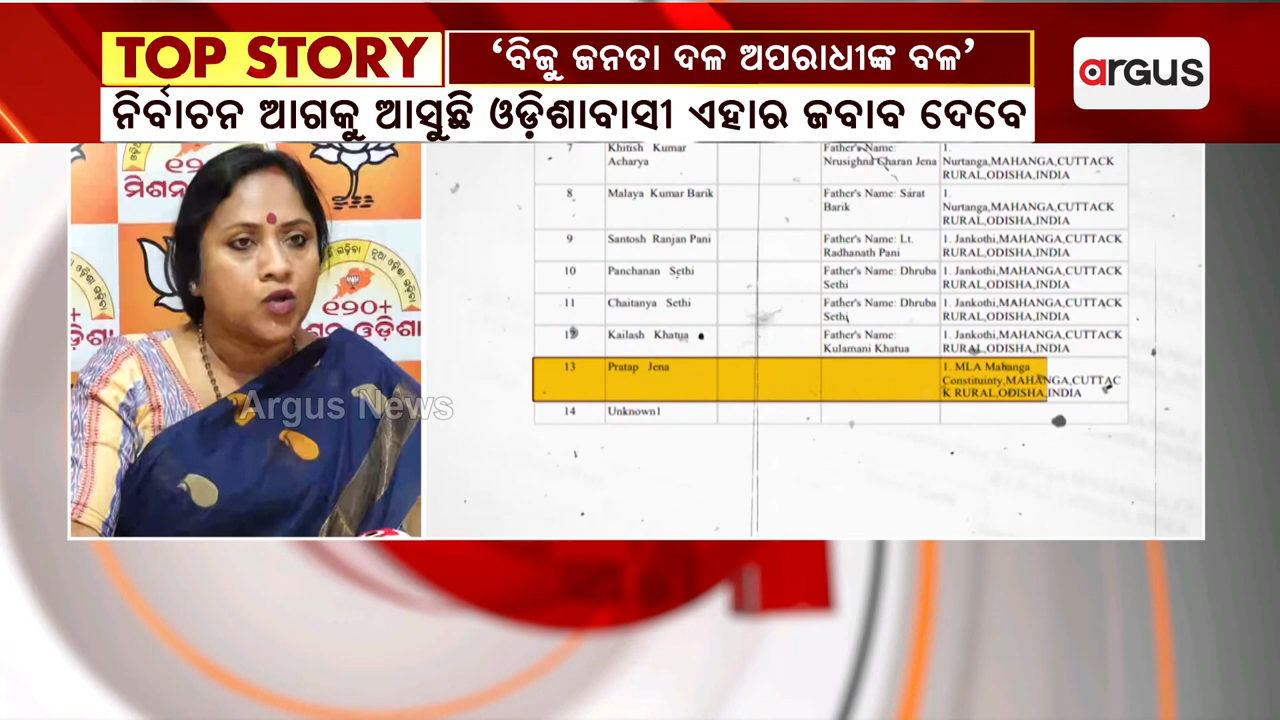 TOP STORY
‘ବିଜୁ ଜନତା ଦଳ ଅପରାଧୀଙ୍କ ବଳ’
argus
ନିର୍ବାଚନ ଆଗକୁ ଆସୁଛି ଓଡ଼ିଶାବାସୀ ଏହାର ଜବାବ ଦେବେ
୧୨୦+
ମିଶନ
ନୂଆ ଓଡ଼ିଶା
୧୨୦+
ଓଡ଼ିଶା
Argus News
7 Khitish Kumar Father's Name: 1.
Acharya Nrusighna Charan Jena Nurtanga,MAHANGA,CUTTACK
RURAL,ODISHA,INDIA
8 Malaya Kumar Barik Father's Name: Sarat 1.
Barik Nurtanga,MAHANGA,CUTTACK
RURAL,ODISHA,INDIA
9 Santosh Ranjan Pani Father's Name: Lt. 1. Jankothi,MAHANGA,CUTTACK
Radhanath Pani RURAL,ODISHA,INDIA
10 Panchanan Sethi Father's Name: Dhruba 1. Jankothi,MAHANGA,CUTTACK
Sethi RURAL,ODISHA,INDIA
11 Chaitanya Sethi Father's Name: Dhruba 1. Jankothi,MAHANGA,CUTTACK
Sethi RURAL,ODISHA,INDIA
12 Kailash Khatua Father's Name: 1. Jankothi,MAHANGA,CUTTACK
Kulamani Khatua RURAL,ODISHA,INDIA
13 Pratap Jena 1. MLA Mahanga
Constituinty,MAHANGA,CUTTAC
K RURAL,ODISHA,INDIA
14 Unknown1